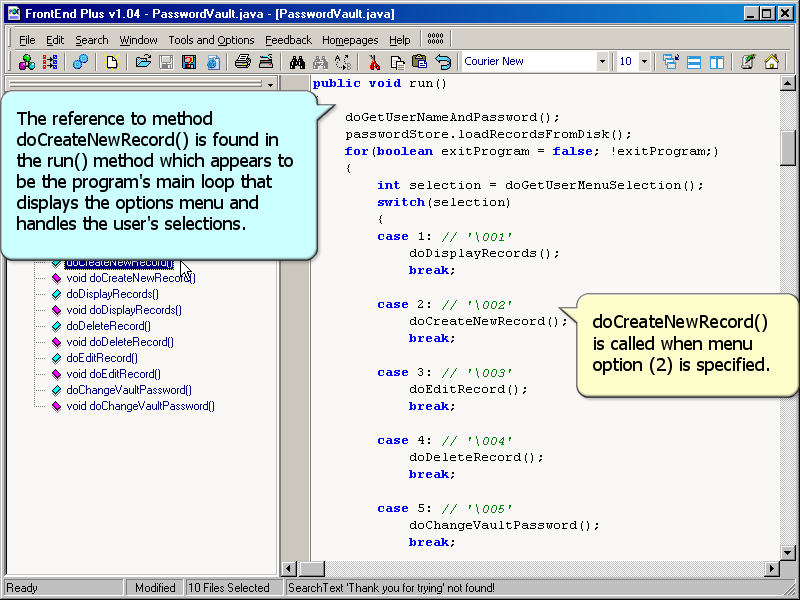 FrontEnd Plus v1.04 - PasswordVault.java - [PasswordVault.java]
File Edit Search Window Tools and Options Feedback Homepages Help
Courier New 10
The reference to method
doCreateNewRecord() is found in
the run() method which appears to
be the program's main loop that
displays the options menu and
handles the user's selections.
doCreateNewRecord()
void doCreateNewRecord()
doDisplayRecords()
void doDisplayRecords()
doDeleteRecord()
void doDeleteRecord()
doEditRecord()
void doEditRecord()
doChangeVaultPassword()
void doChangeVaultPassword()
public void run()
doGetUserNameAndPassword();
passwordStore.loadRecordsFromDisk();
for(boolean exitProgram = false; !exitProgram;)
{
int selection = doGetUserMenuSelection();
switch(selection)
{
case 1: // '\001'
doDisplayRecords();
break;
case 2: // '\002'
doCreateNewRecord();
break;
case 3: // '\003'
doEditRecord();
break;
case 4: // '\004'
doDeleteRecord();
break;
case 5: // '\005'
doChangeVaultPassword();
break;
doCreateNewRecord()
is called when menu
option (2) is specified.
Ready Modified 10 Files Selected SearchText 'Thank you for trying' not found!